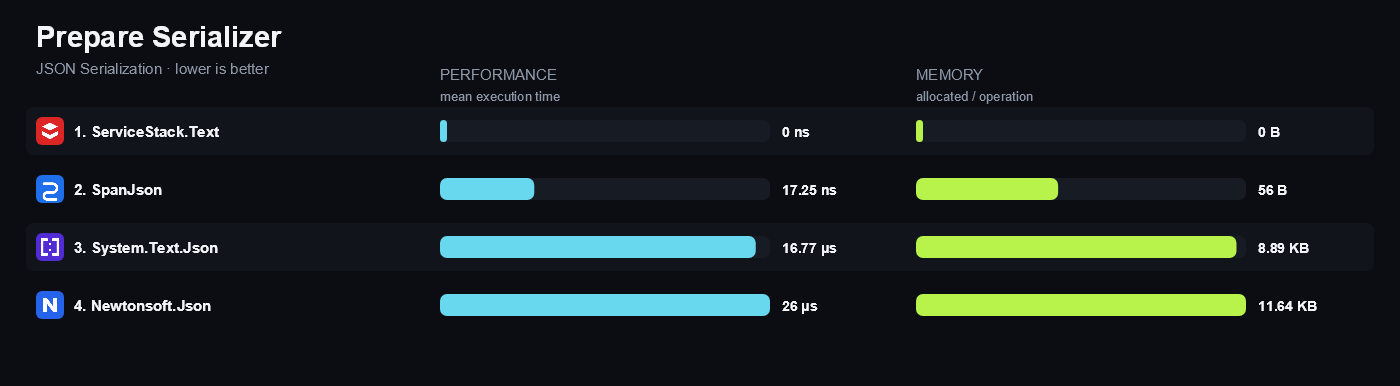 Prepare Serializer
JSON Serialization · lower is better
PERFORMANCE
mean execution time
MEMORY
allocated / operation
1. ServiceStack.Text 0 ns 0 B
2. SpanJson 17.25 ns 56 B
3. System.Text.Json 16.77 µs 8.89 KB
N 4. Newtonsoft.Json 26 µs 11.64 KB